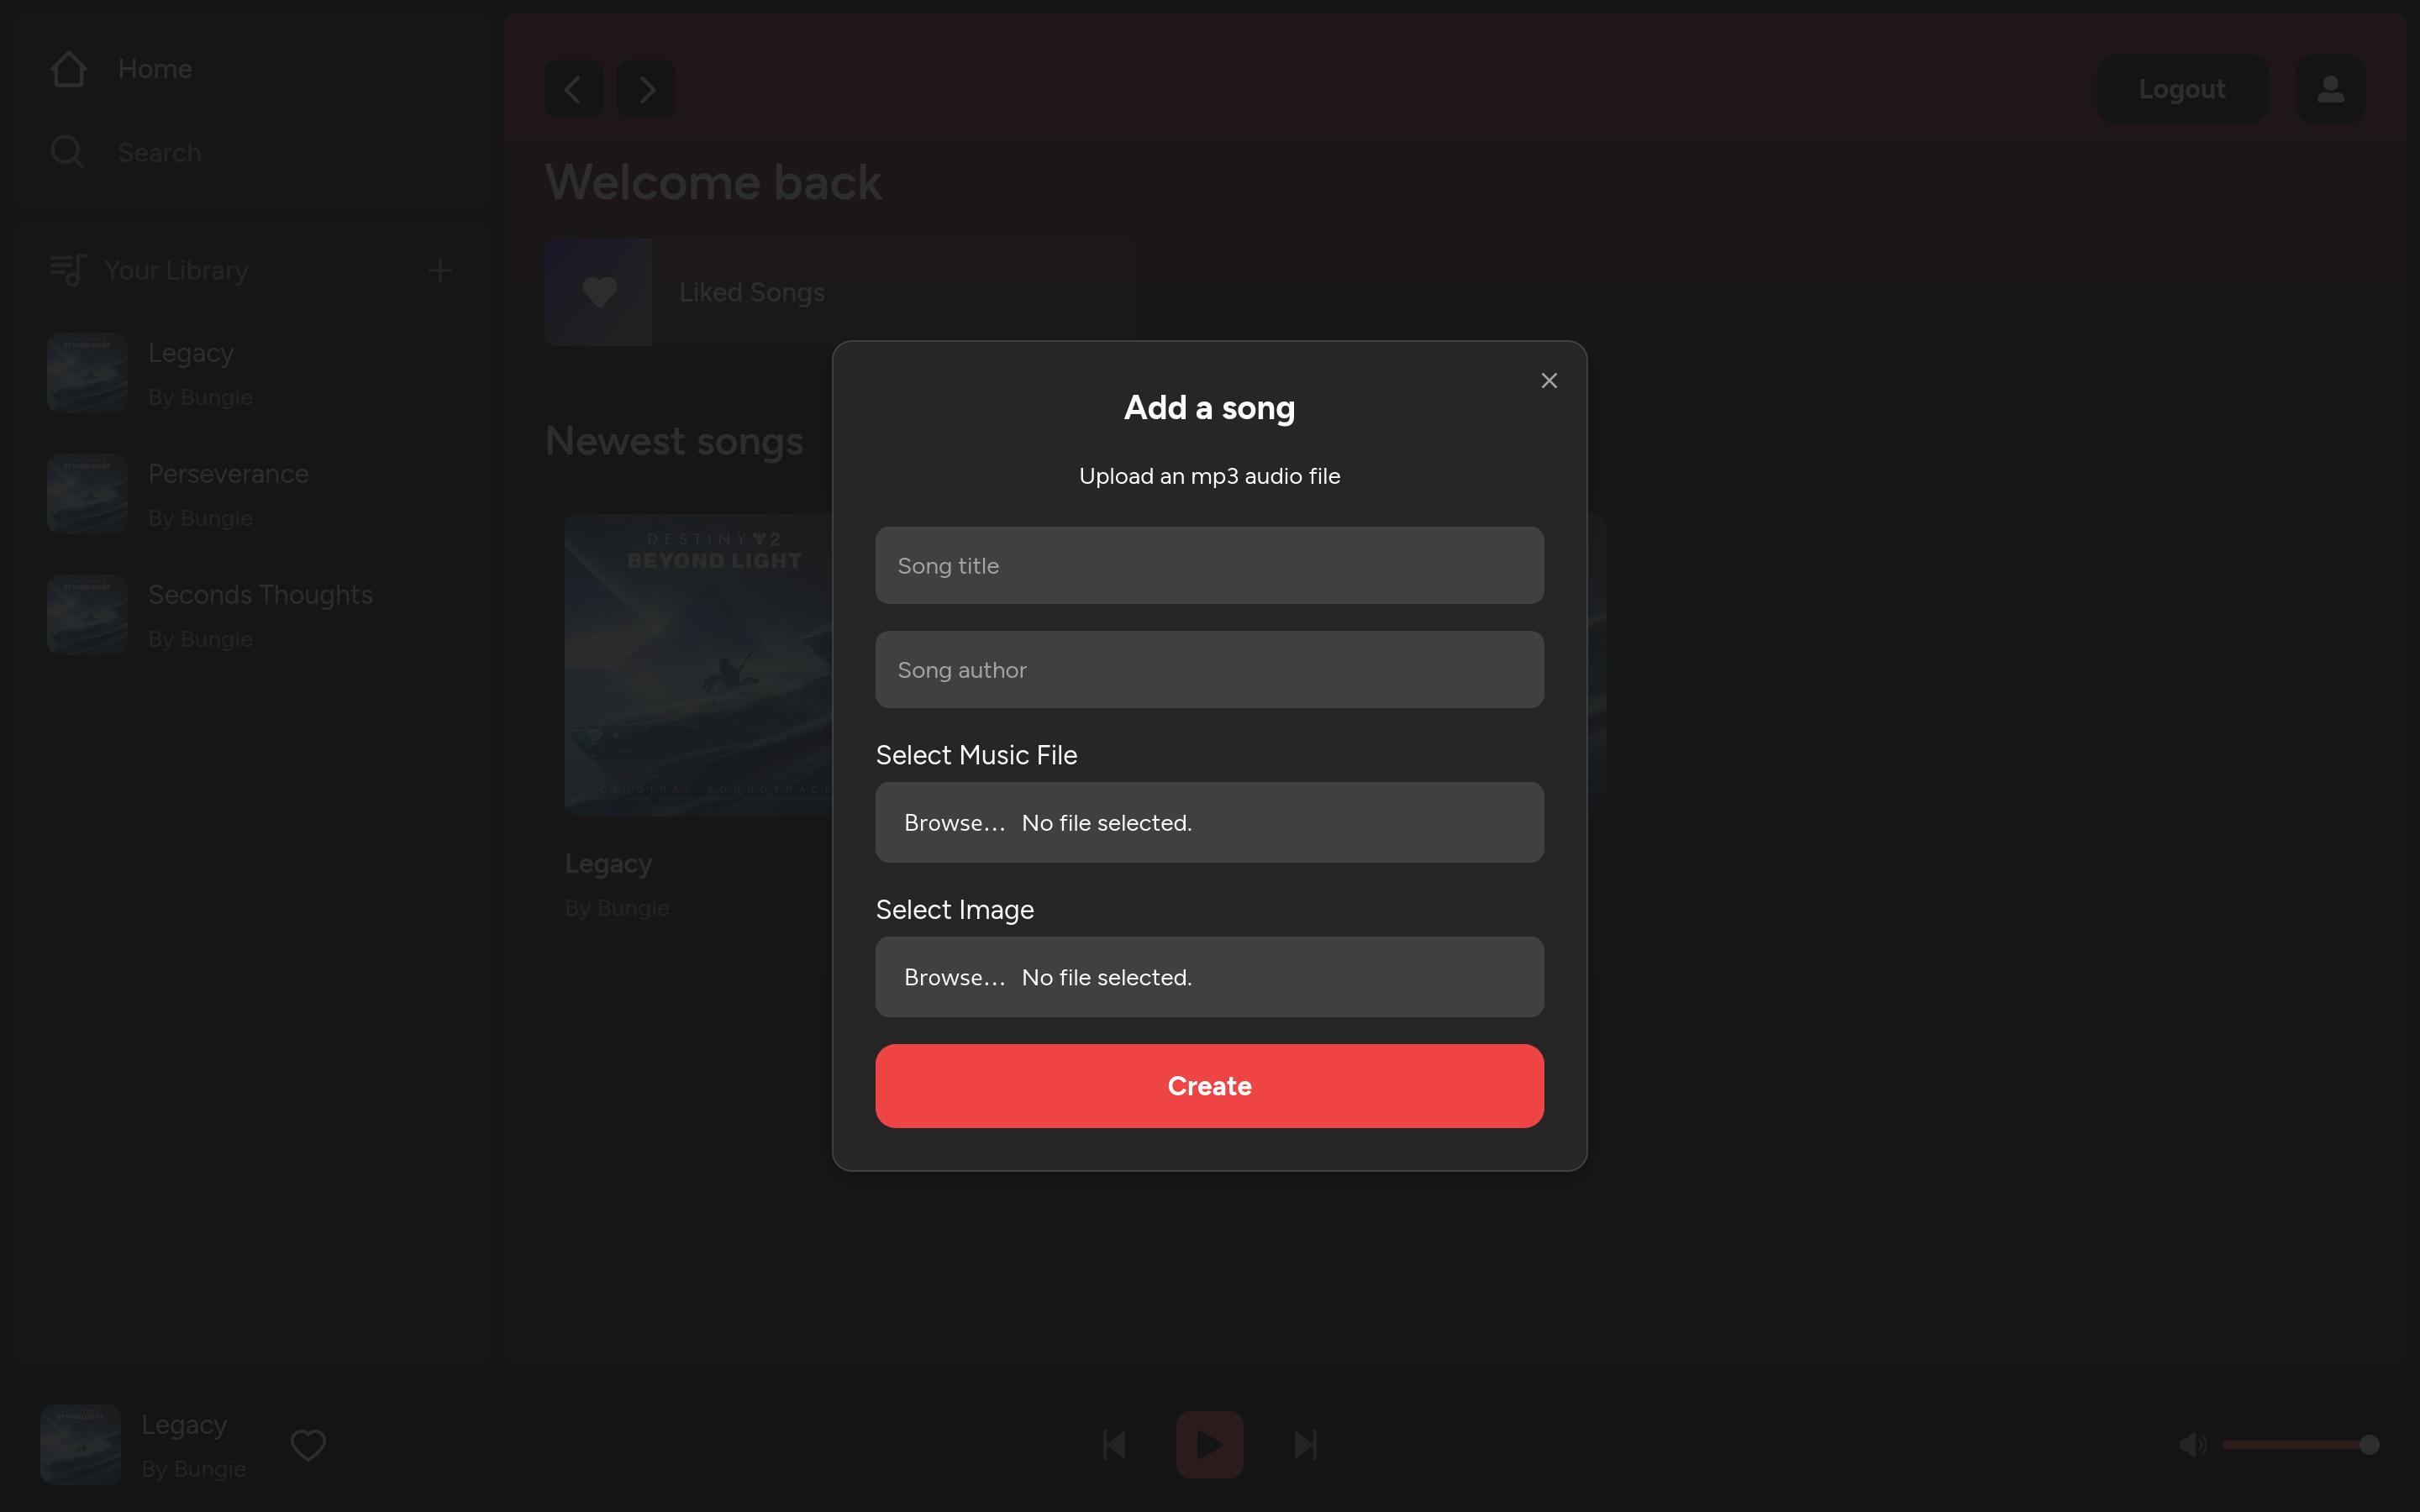 Home
Search
Your Library
Legacy
By Bungie
Perseverance
By Bungie
Seconds Thoughts
By Bungie
Logout
Welcome back
Liked Songs
Newest songs
DESTINY 2
BEYOND LIGHT
ORIGINAL SOUNDTRACK
Legacy
By Bungie
Add a song
Upload an mp3 audio file
Song title
Song author
Select Music File
Browse... No file selected.
Select Image
Browse... No file selected.
Create
Legacy
By Bungie